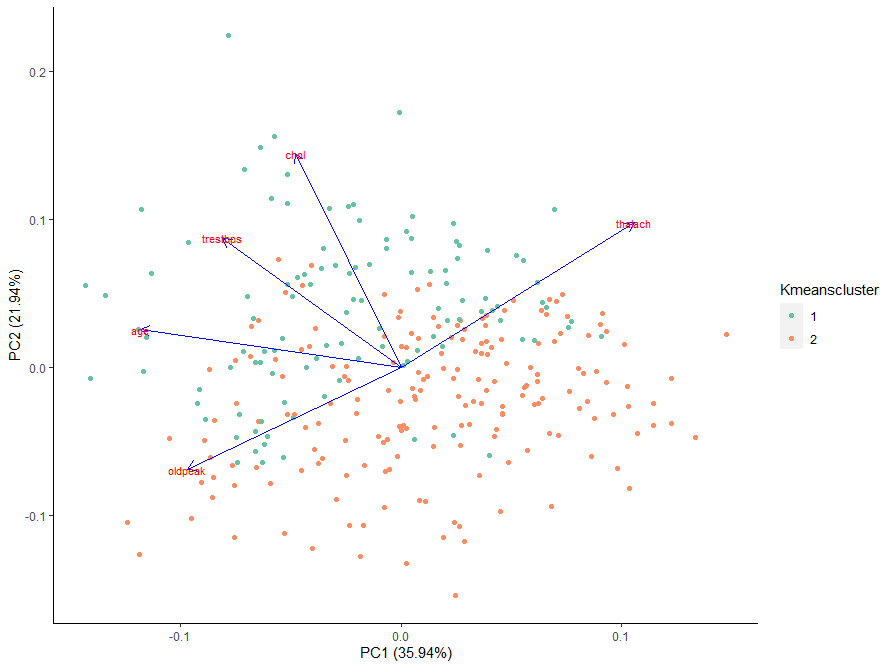 0.2
0.1
0.0
-0.1
PC2 (21.94%)
chol
trestbps
thalach
age
oldpeak
-0.1
0.0
0.1
PC1 (35.94%)
Kmeanscluster
1
2